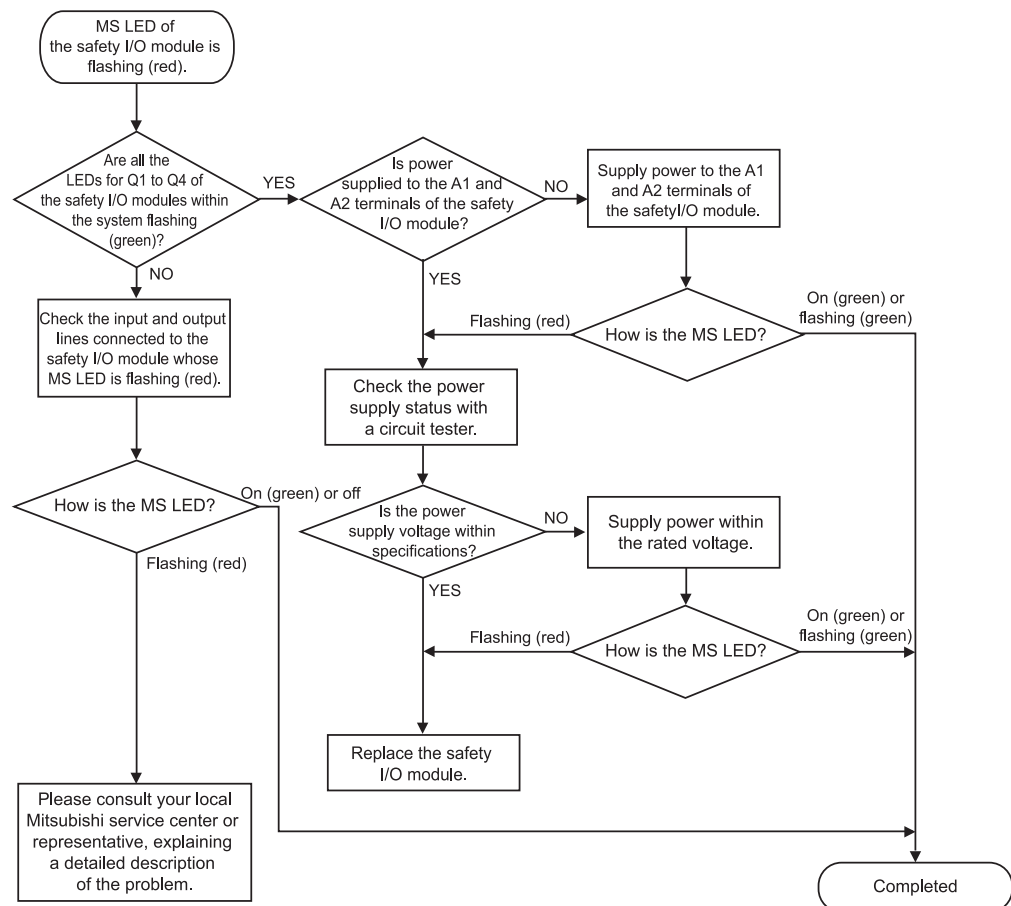 MS LED of
the safety I/O module is
flashing (red).
Are all the
LEDs for Q1 to Q4 of
the safety I/O modules within
the system flashing
(green)?
YES
NO
Is power
supplied to the A1 and
A2 terminals of the safety
I/O module?
NO
YES
Supply power to the A1
and A2 terminals of
the safetyI/O module.
How is the MS LED?
Flashing (red)
On (green) or
flashing (green)
Check the input and output
lines connected to the
safety I/O module whose
MS LED is flashing (red).
Check the power
supply status with
a circuit tester.
How is the MS LED?
On (green) or off
Flashing (red)
Is the power
supply voltage within
specifications?
NO
YES
Supply power within
the rated voltage.
How is the MS LED?
Flashing (red)
On (green) or
flashing (green)
Replace the safety
I/O module.
Please consult your local
Mitsubishi service center or
representative, explaining
a detailed description
of the problem.
Completed